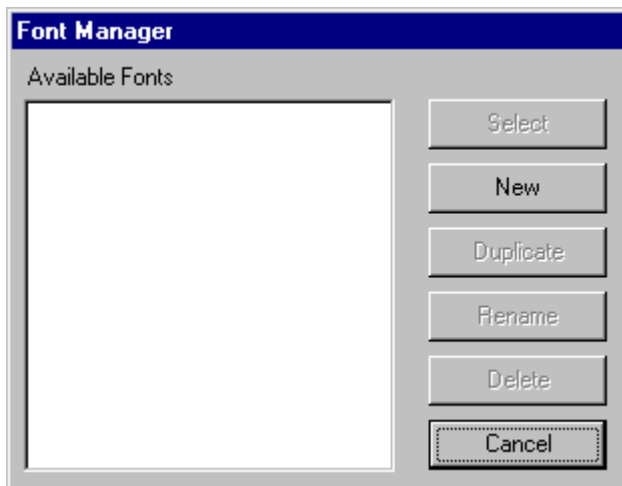 Font Manager
Available Fonts
Select
New
Duplicate
Rename
Delete
Cancel